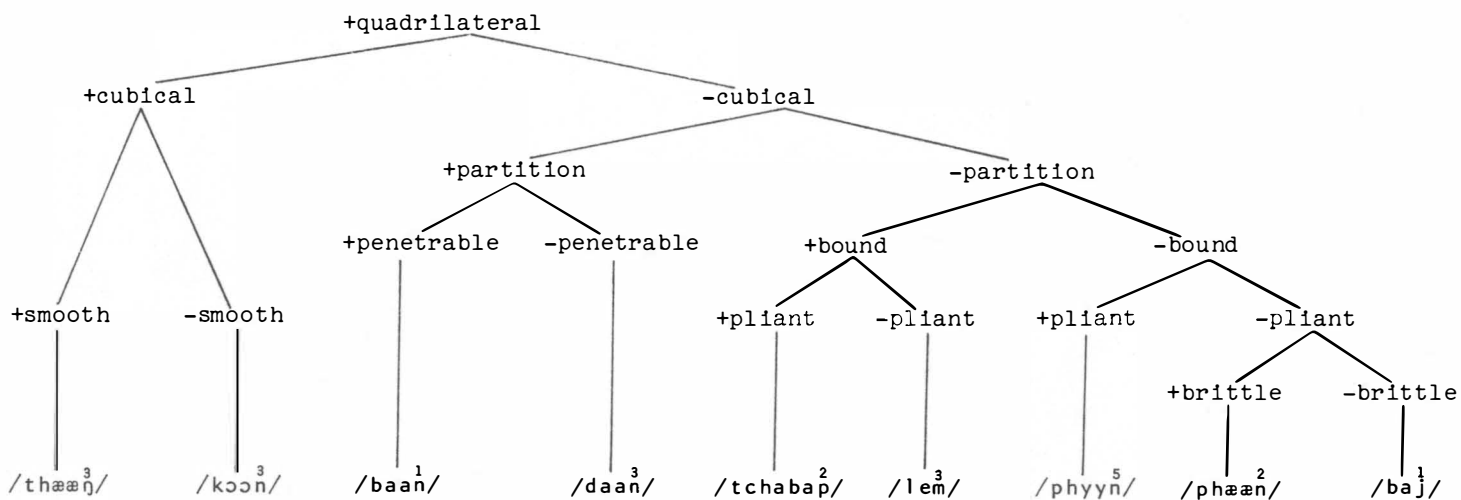 +quadrilateral
+cubical -cubical
+partition -partition
+penetrable -penetrable +bound -bound
+smooth -smooth +pliant -pliant +pliant -pliant
+brittle -brittle
/thææŋ³/ /kɔɔn³/ /baan¹/ /daan³/ /tchabap²/ /lem³/ /phyyn⁵/ /phææn²/ /baj¹/